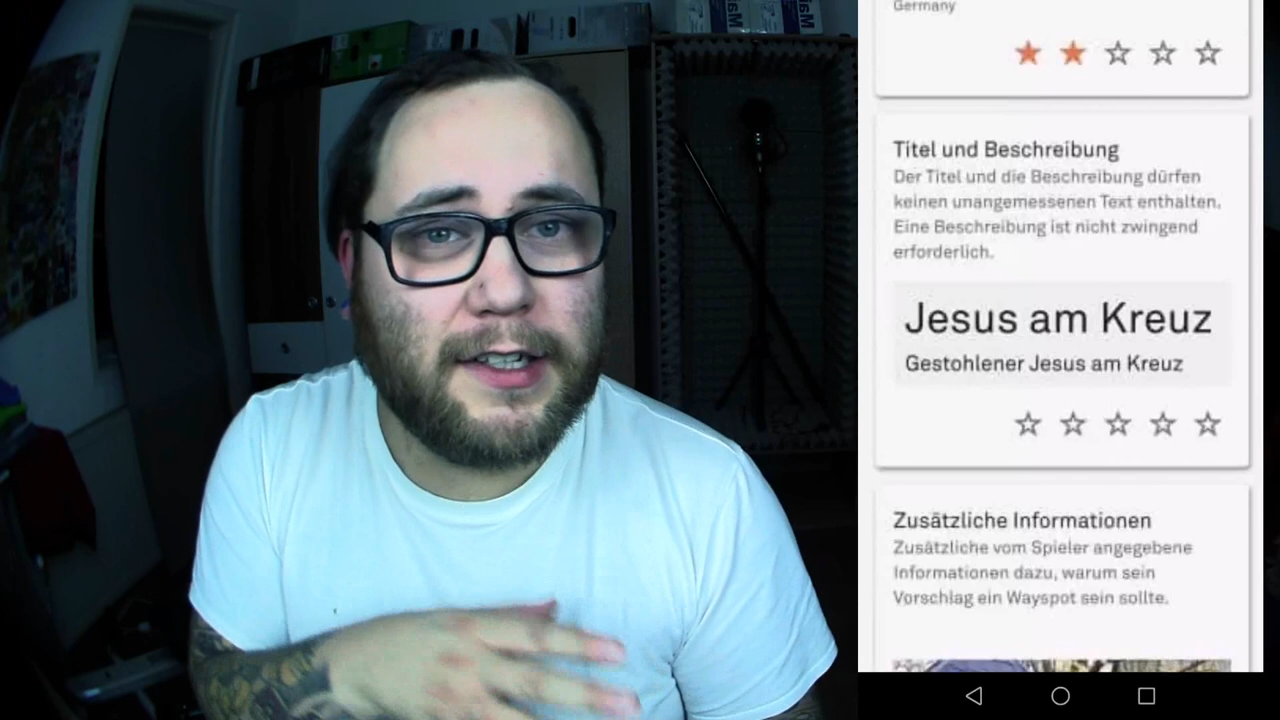 Germany
Titel und Beschreibung
Der Titel und die Beschreibung dürfen
keinen unangemessenen Text enthalten.
Eine Beschreibung ist nicht zwingend
erforderlich.
Jesus am Kreuz
Gestohlener Jesus am Kreuz
Zusätzliche Informationen
Zusätzliche vom Spieler angegebene
Informationen dazu, warum sein
Vorschlag ein Wayspot sein sollte.